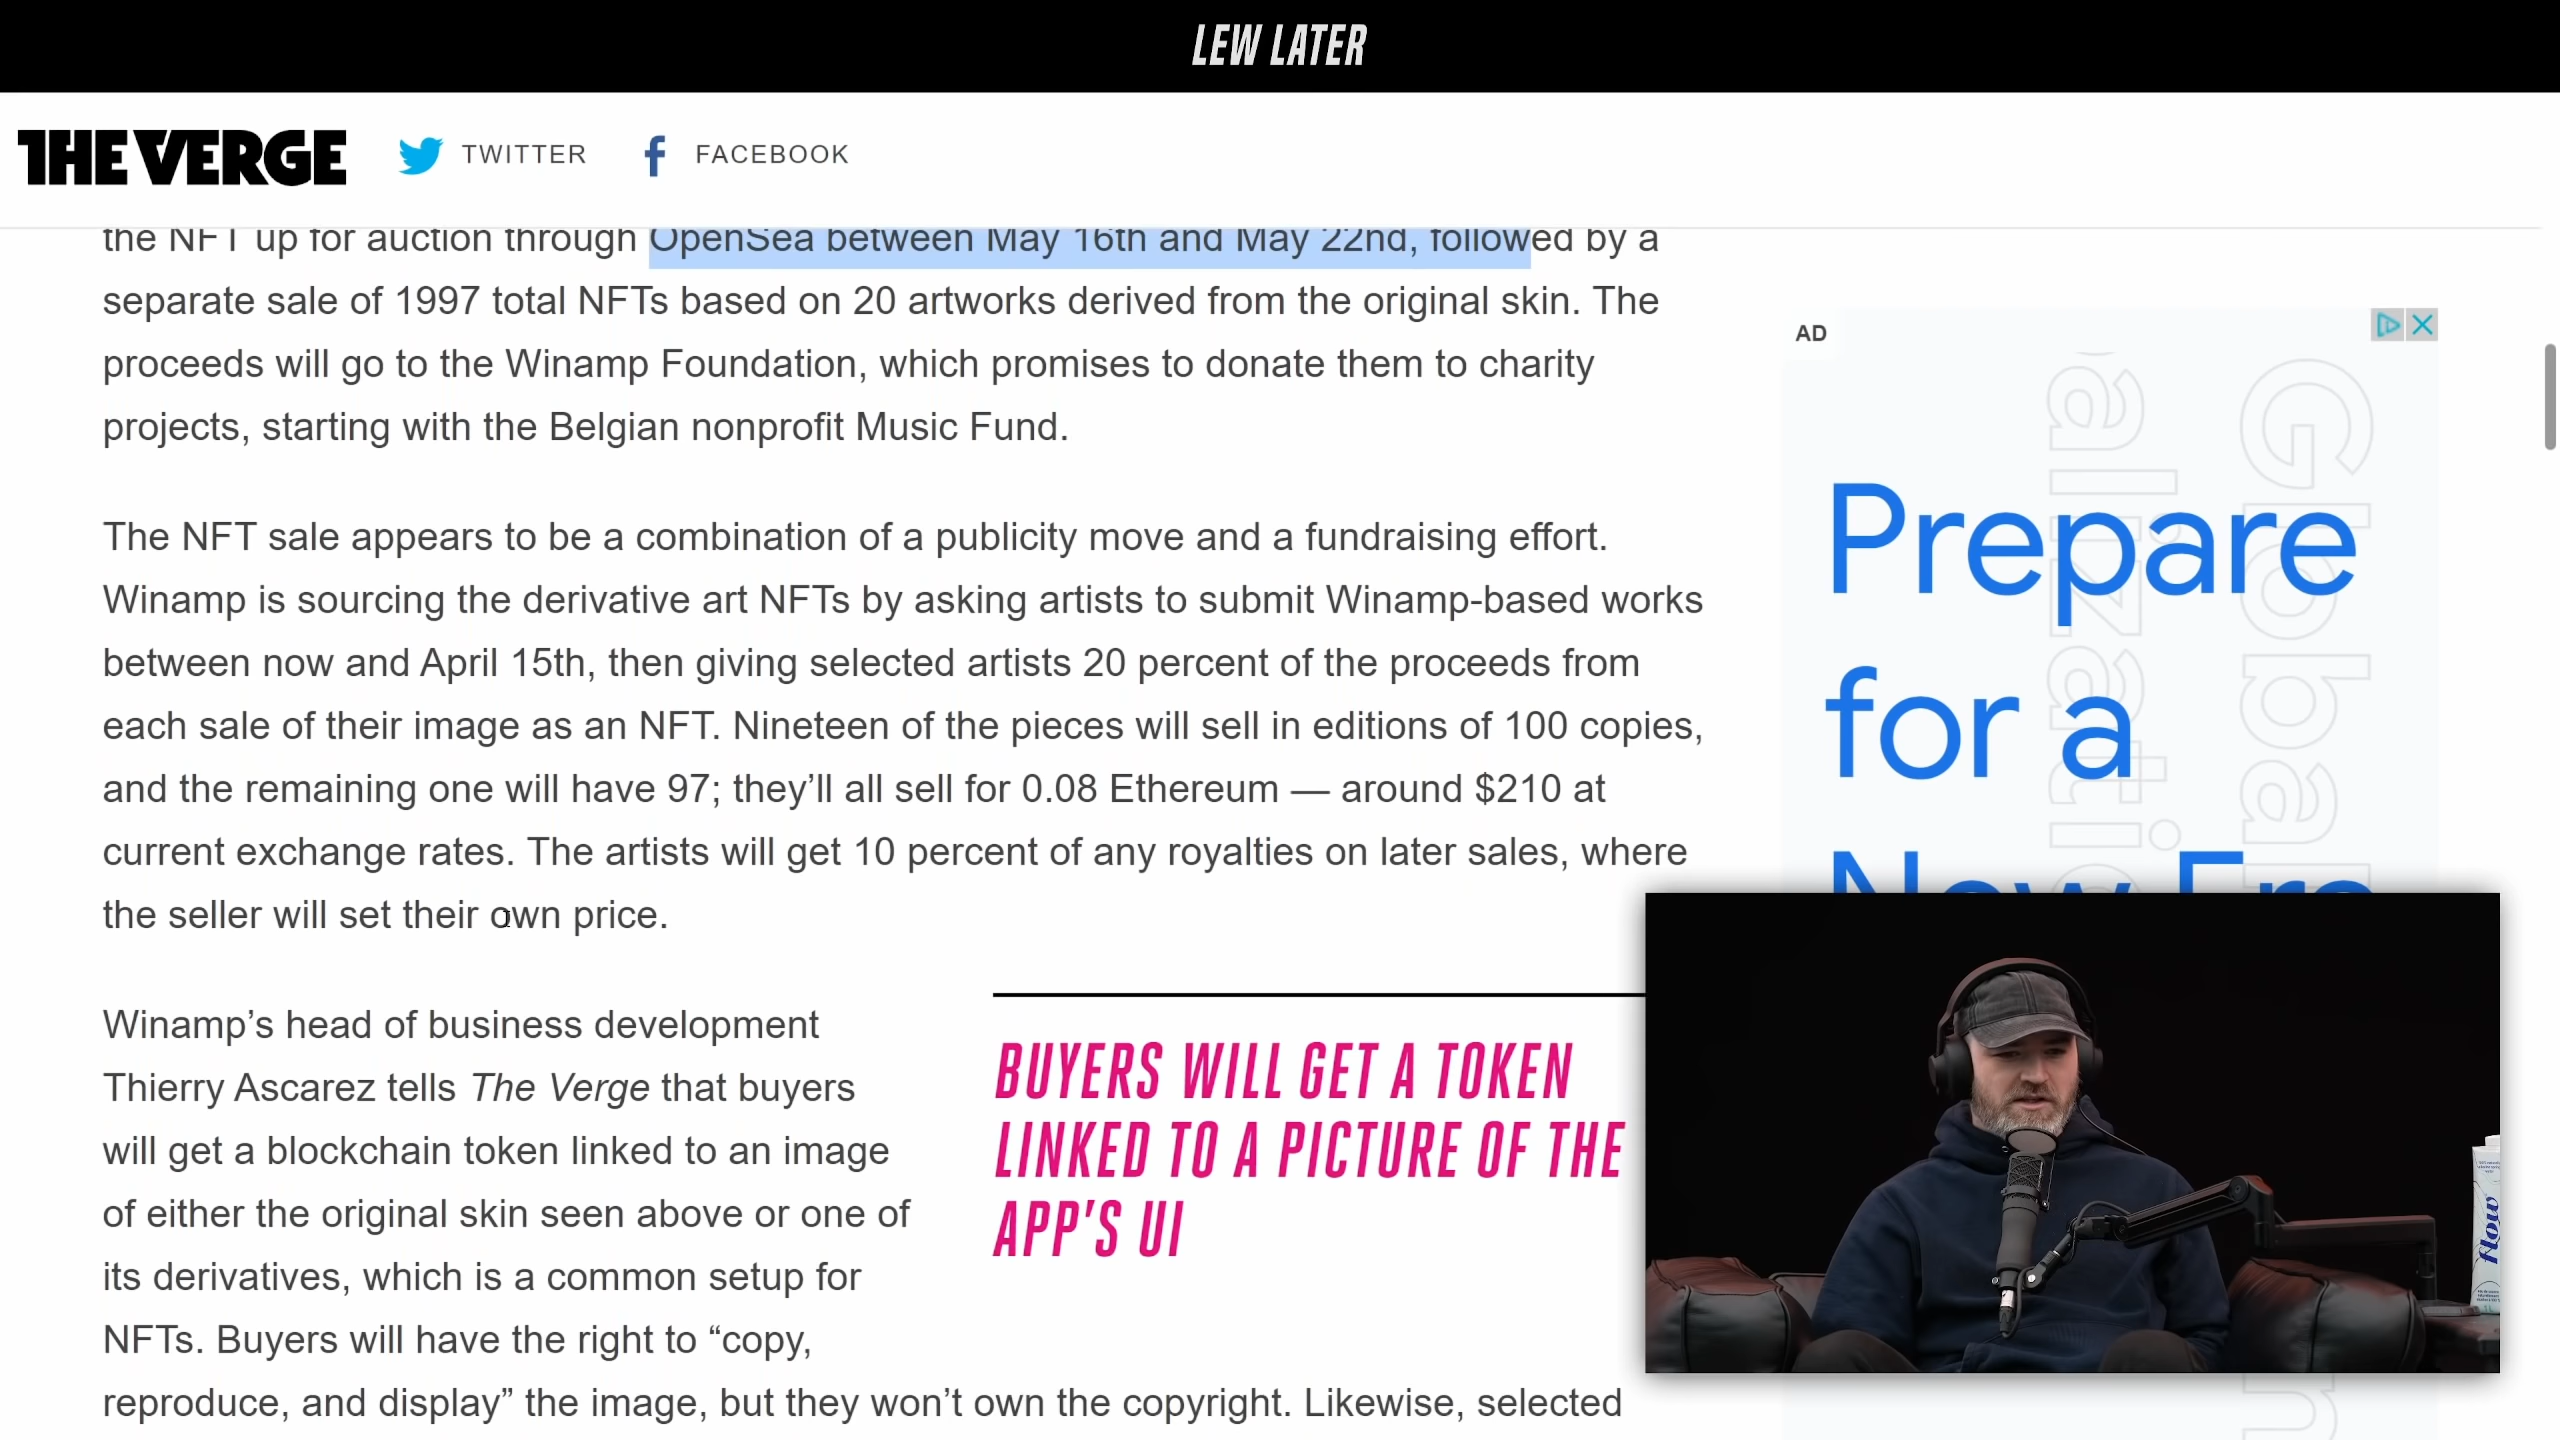 LEW LATER
THE VERGE
TWITTER
FACEBOOK
the NFT up for auction through OpenSea between May 16th and May 22nd, followed by a
separate sale of 1997 total NFTs based on 20 artworks derived from the original skin. The
proceeds will go to the Winamp Foundation, which promises to donate them to charity
projects, starting with the Belgian nonprofit Music Fund.
The NFT sale appears to be a combination of a publicity move and a fundraising effort.
Winamp is sourcing the derivative art NFTs by asking artists to submit Winamp-based works
between now and April 15th, then giving selected artists 20 percent of the proceeds from
each sale of their image as an NFT. Nineteen of the pieces will sell in editions of 100 copies,
and the remaining one will have 97; they’ll all sell for 0.08 Ethereum — around $210 at
current exchange rates. The artists will get 10 percent of any royalties on later sales, where
the seller will set their own price.
Winamp’s head of business development
Thierry Ascarez tells The Verge that buyers
will get a blockchain token linked to an image
of either the original skin seen above or one of
its derivatives, which is a common setup for
NFTs. Buyers will have the right to “copy,
reproduce, and display” the image, but they won’t own the copyright. Likewise, selected
BUYERS WILL GET A TOKEN
LINKED TO A PICTURE OF THE
APP’S UI
AD
Prepare
for a
New Era
flow